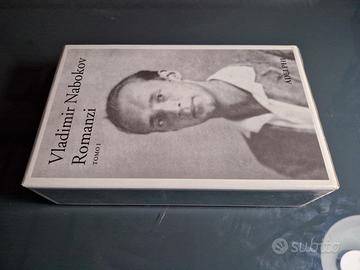 Vladimir Nabokov
Romanzi
TOMO I
ADELPHI
subito